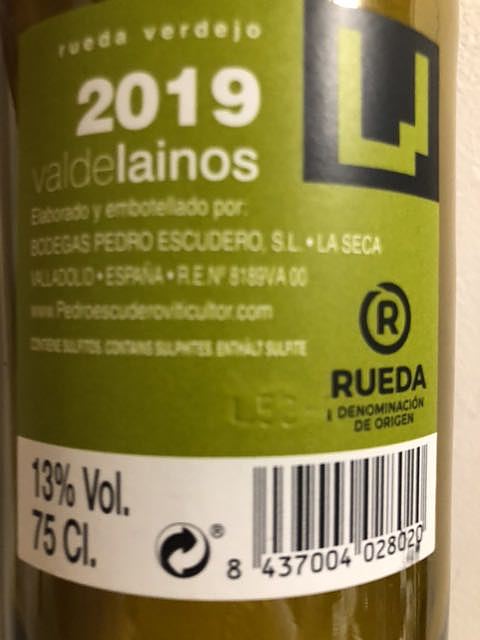 rueda verdejo
2019
valdelainos
Elaborado y embotellado por:
BODEGAS PEDRO ESCUDERO, S.L. • LA SECA
VALLADOLID • ESPAÑA • R.E.Nº 8189VA 00
www.Pedroescuderoviticultor.com
CONTIENE SULFITOS. CONTAINS SULPHITES. ENTHÄLT SULFITE
R
RUEDA
DENOMINACIÓN
DE ORIGEN
13% Vol.
75 Cl.
®
8 437004 028020